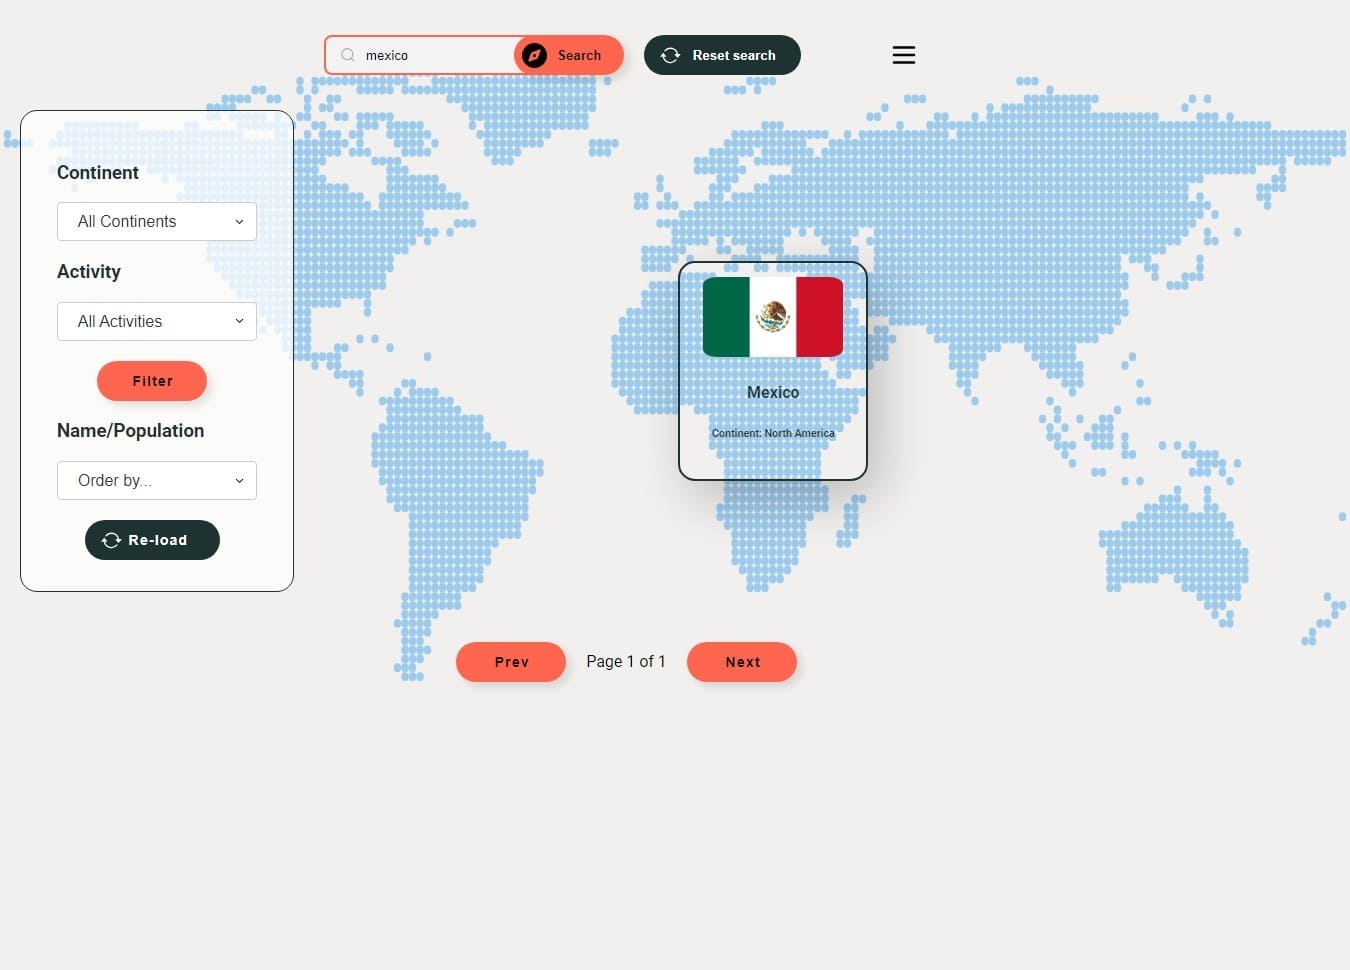 mexico
Search
Reset search
Continent
All Continents
Activity
All Activities
Filter
Name/Population
Order by...
Re-load
Mexico
Continent: North America
Prev
Page 1 of 1
Next